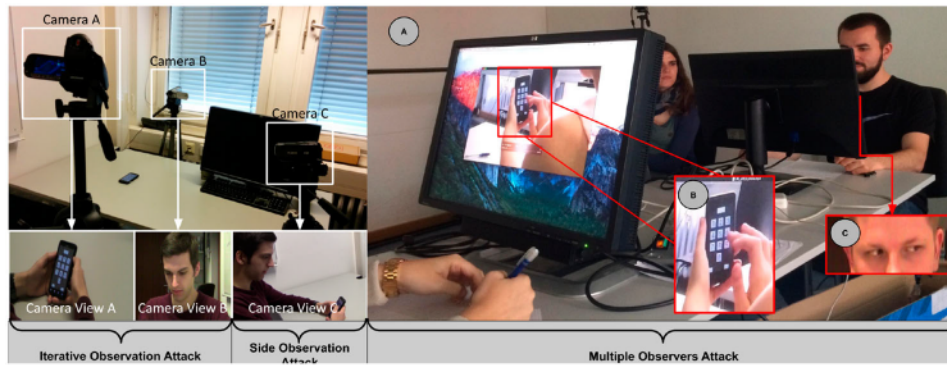 Camera A
Camera B
Camera C
A
B
C
Camera View A
Camera View B
Camera View C
Iterative Observation Attack
Side Observation
Attack
Multiple Observers Attack